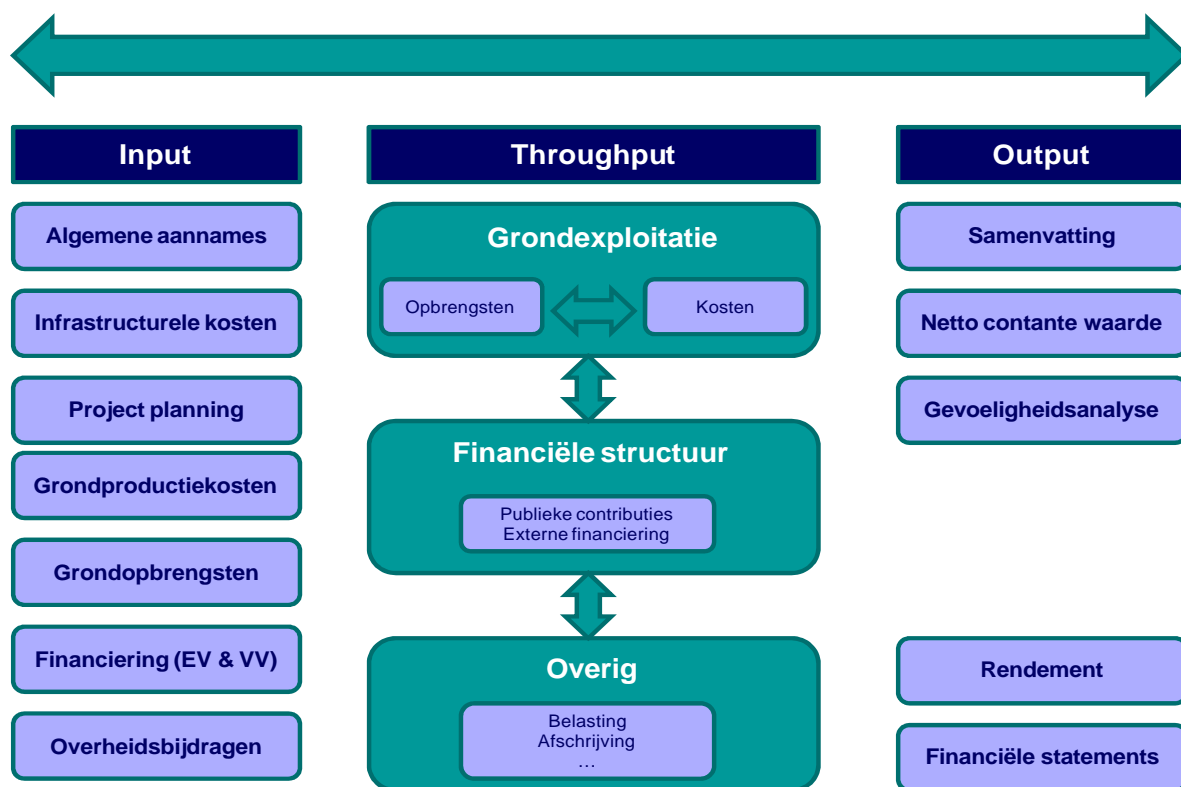 Input
Algemene aannames
Infrastructurele kosten
Project planning
Grondproductiekosten
Grondopbrengsten
Financiering (EV & VV)
Overheidsbijdragen
Throughput
Grondexploitatie
Opbrengsten
Kosten
Financiële structuur
Publieke contributies
Externe financiering
Overig
Belasting
Afschrijving
…
Output
Samenvatting
Netto contante waarde
Gevoeligheidsanalyse
Rendement
Financiële statements